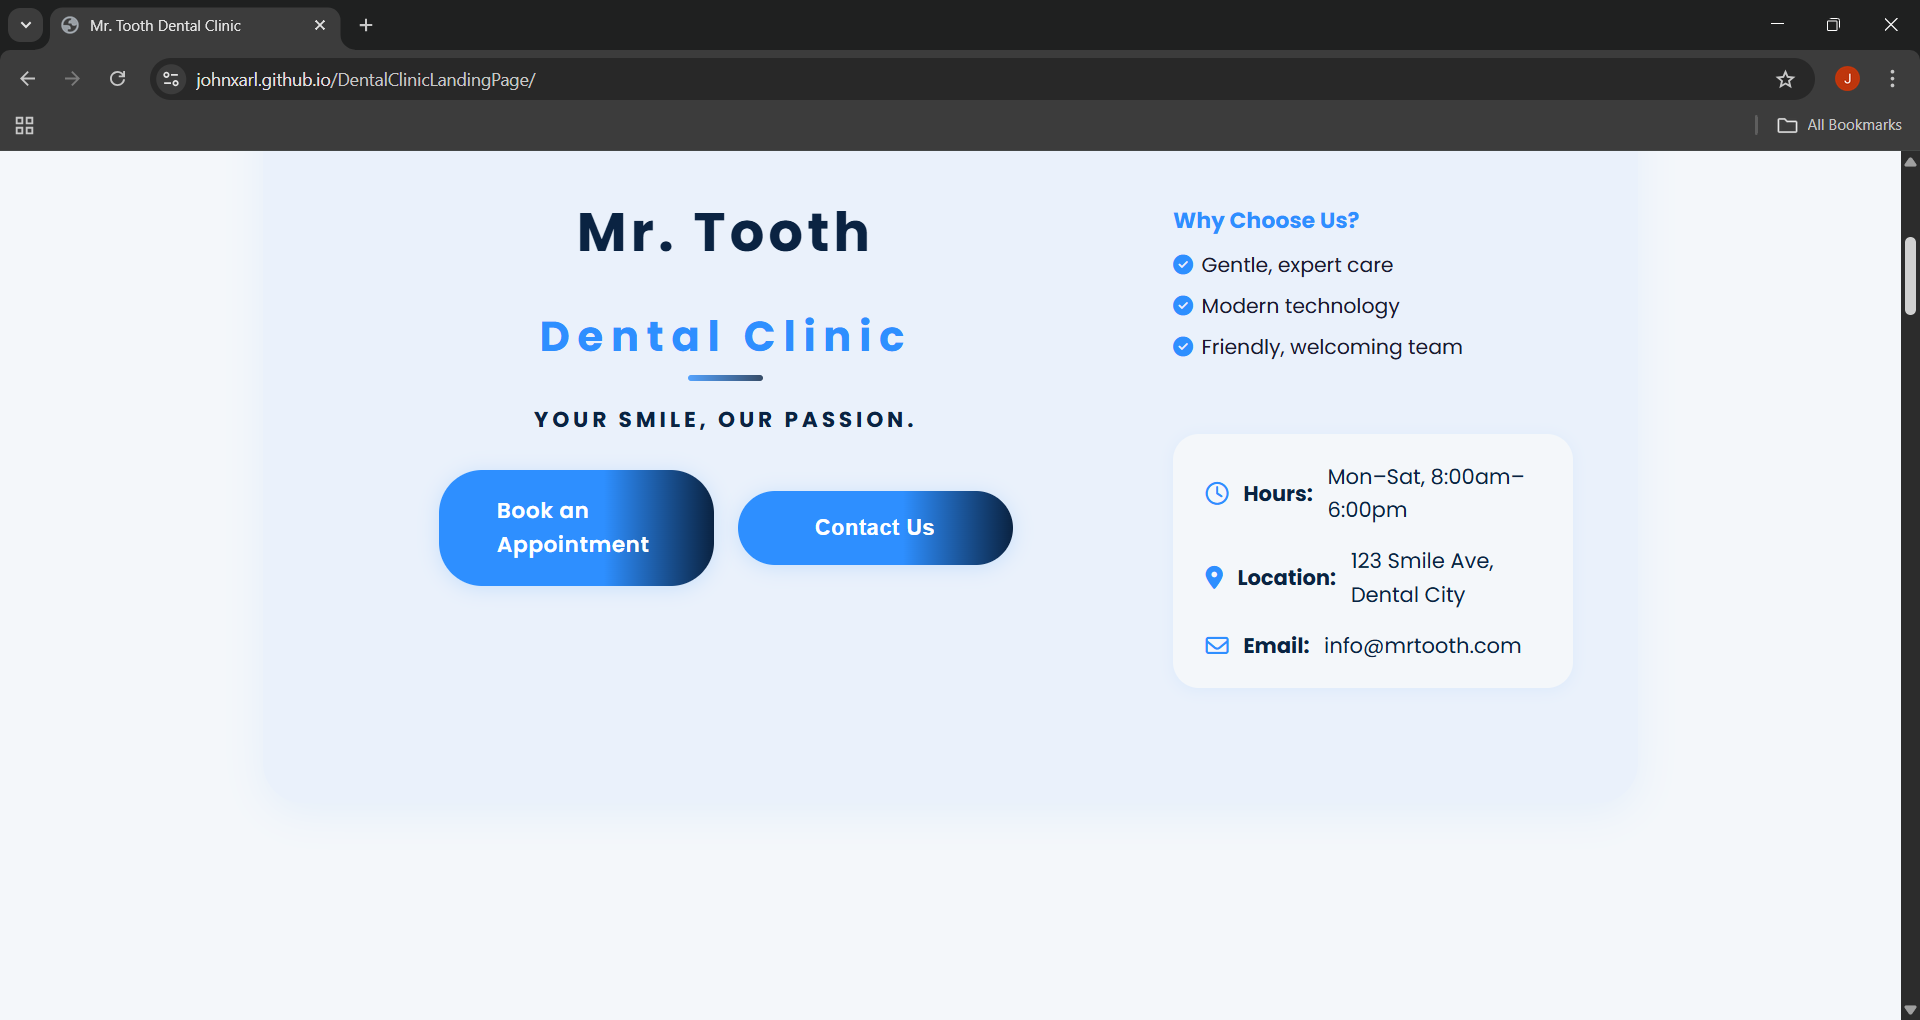 Mr. Tooth Dental Clinic
johnxarl.github.io/DentalClinicLandingPage/
J
All Bookmarks
Mr. Tooth
Dental Clinic
YOUR SMILE, OUR PASSION.
Book an
Appointment
Contact Us
Why Choose Us?
Gentle, expert care
Modern technology
Friendly, welcoming team
Hours: Mon–Sat, 8:00am–
6:00pm
Location: 123 Smile Ave,
Dental City
Email: info@mrtooth.com